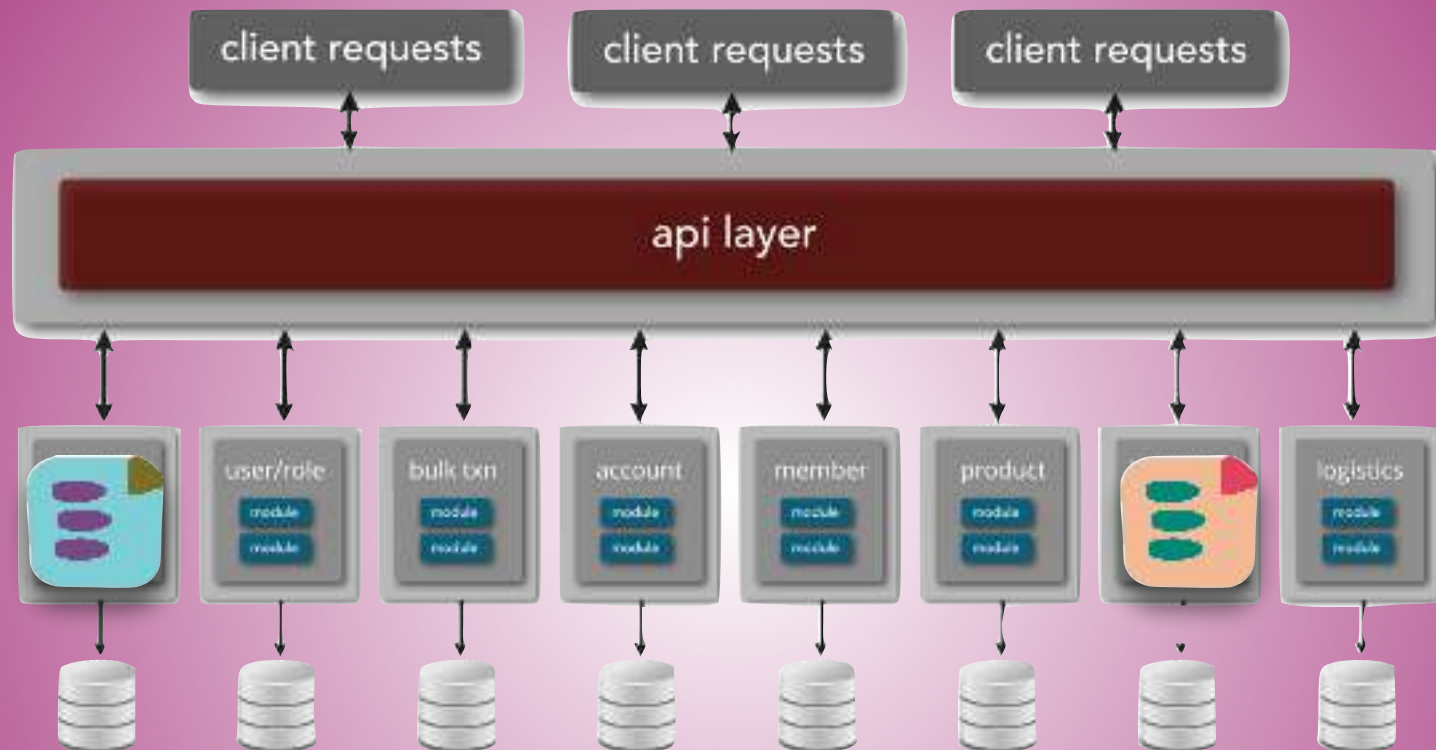 client requests
client requests
client requests
api layer
user/role
bulk txn
account
member
product
logistics
module
module
module
module
module
module
module
module
module
module
module
module